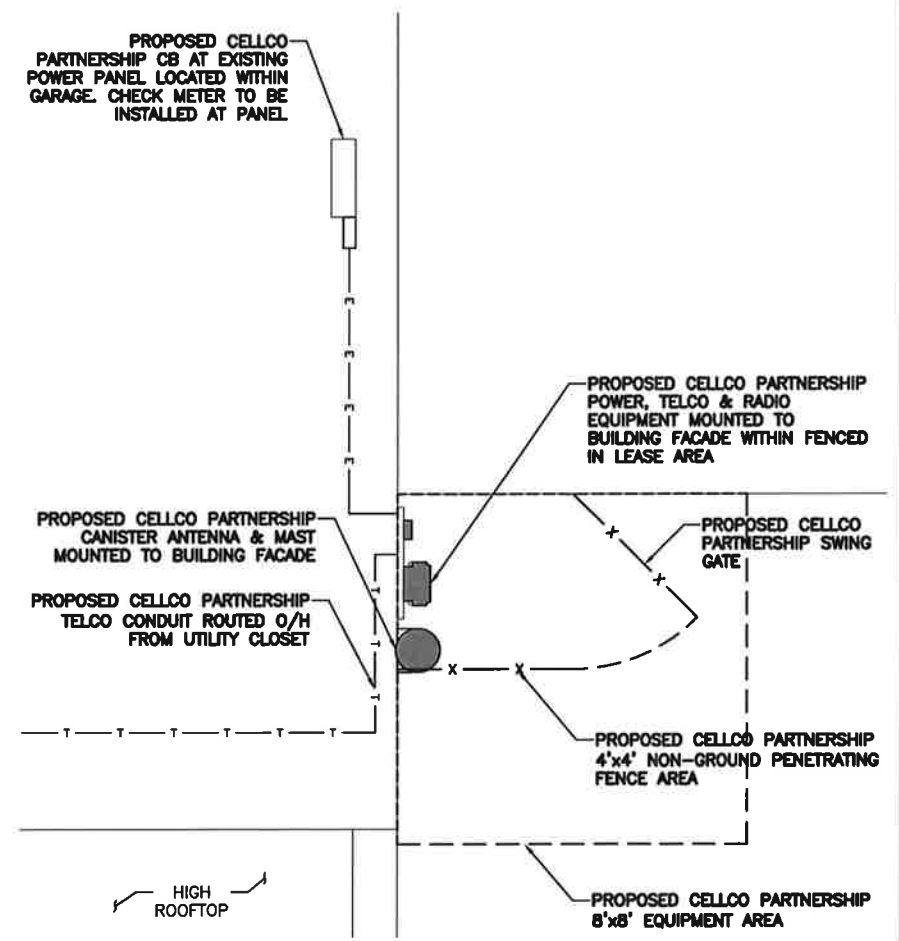 PROPOSED CELLCO
PARTNERSHIP CB AT EXISTING
POWER PANEL LOCATED WITHIN
GARAGE. CHECK METER TO BE
INSTALLED AT PANEL
E
E
E
E
PROPOSED CELLCO PARTNERSHIP
POWER, TELCO & RADIO
EQUIPMENT MOUNTED TO
BUILDING FACADE WITHIN FENCED
IN LEASE AREA
PROPOSED CELLCO PARTNERSHIP
CANISTER ANTENNA & MAST
MOUNTED TO BUILDING FACADE
X
X
PROPOSED CELLCO
PARTNERSHIP SWING
GATE
PROPOSED CELLCO PARTNERSHIP
TELCO CONDUIT ROUTED O/H
FROM UTILITY CLOSET
T
T
T
X X
T T T T T T
PROPOSED CELLCO PARTNERSHIP
4'x4' NON-GROUND PENETRATING
FENCE AREA
HIGH
ROOFTOP
PROPOSED CELLCO PARTNERSHIP
8'x8' EQUIPMENT AREA